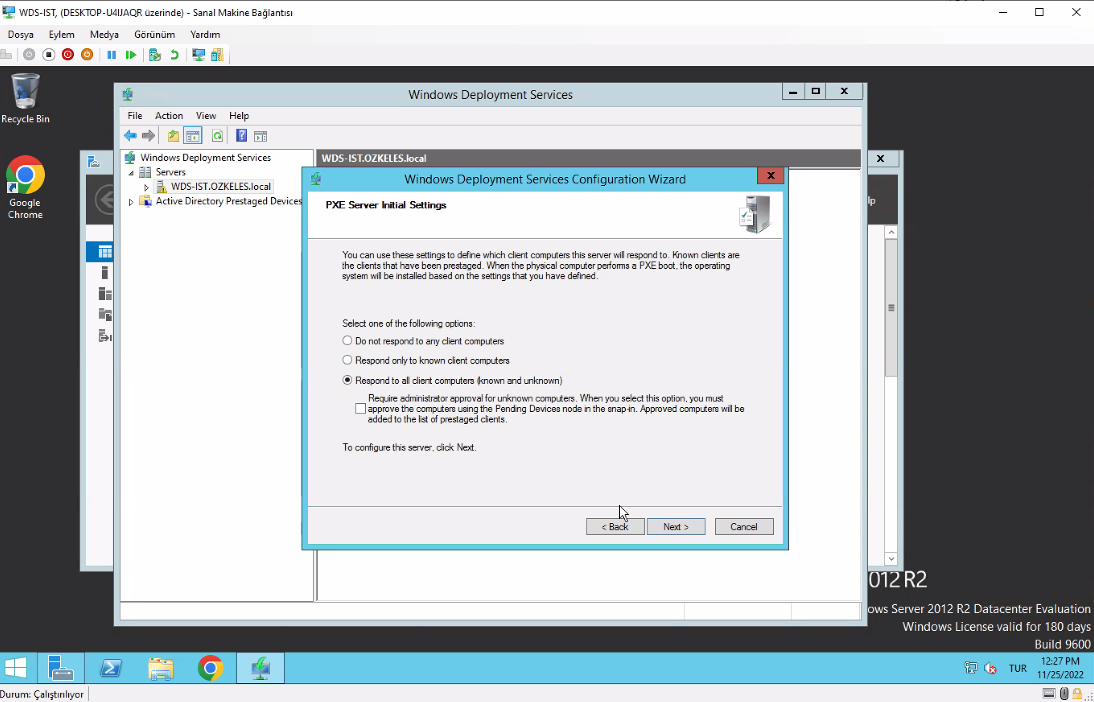 WDS-IST, (DESKTOP-U4IJAQR üzerinde) - Sanal Makine Bağlantısı
Dosya Eylem Medya Görünüm Yardım
Recycle Bin
Google
Chrome
Windows Deployment Services
File Action View Help
Windows Deployment Services
Servers
WDS-IST.OZKELES.local
Active Directory Prestaged Devices
WDS-IST.OZKELES.local
Windows Deployment Services Configuration Wizard
PXE Server Initial Settings
You can use these settings to define which client computers this server will respond to. Known clients are
the clients that have been prestaged. When the physical computer performs a PXE boot, the operating
system will be installed based on the settings that you have defined.
Select one of the following options:
Do not respond to any client computers
Respond only to known client computers
Respond to all client computers (known and unknown)
Require administrator approval for unknown computers. When you select this option, you must
approve the computers using the Pending Devices node in the snap-in. Approved computers will be
added to the list of prestaged clients.
To configure this server, click Next.
< Back Next > Cancel
lp
012 R2
ows Server 2012 R2 Datacenter Evaluation
Windows License valid for 180 days
Build 9600
TUR
12:27 PM
11/25/2022
Durum: Çalıştırılıyor